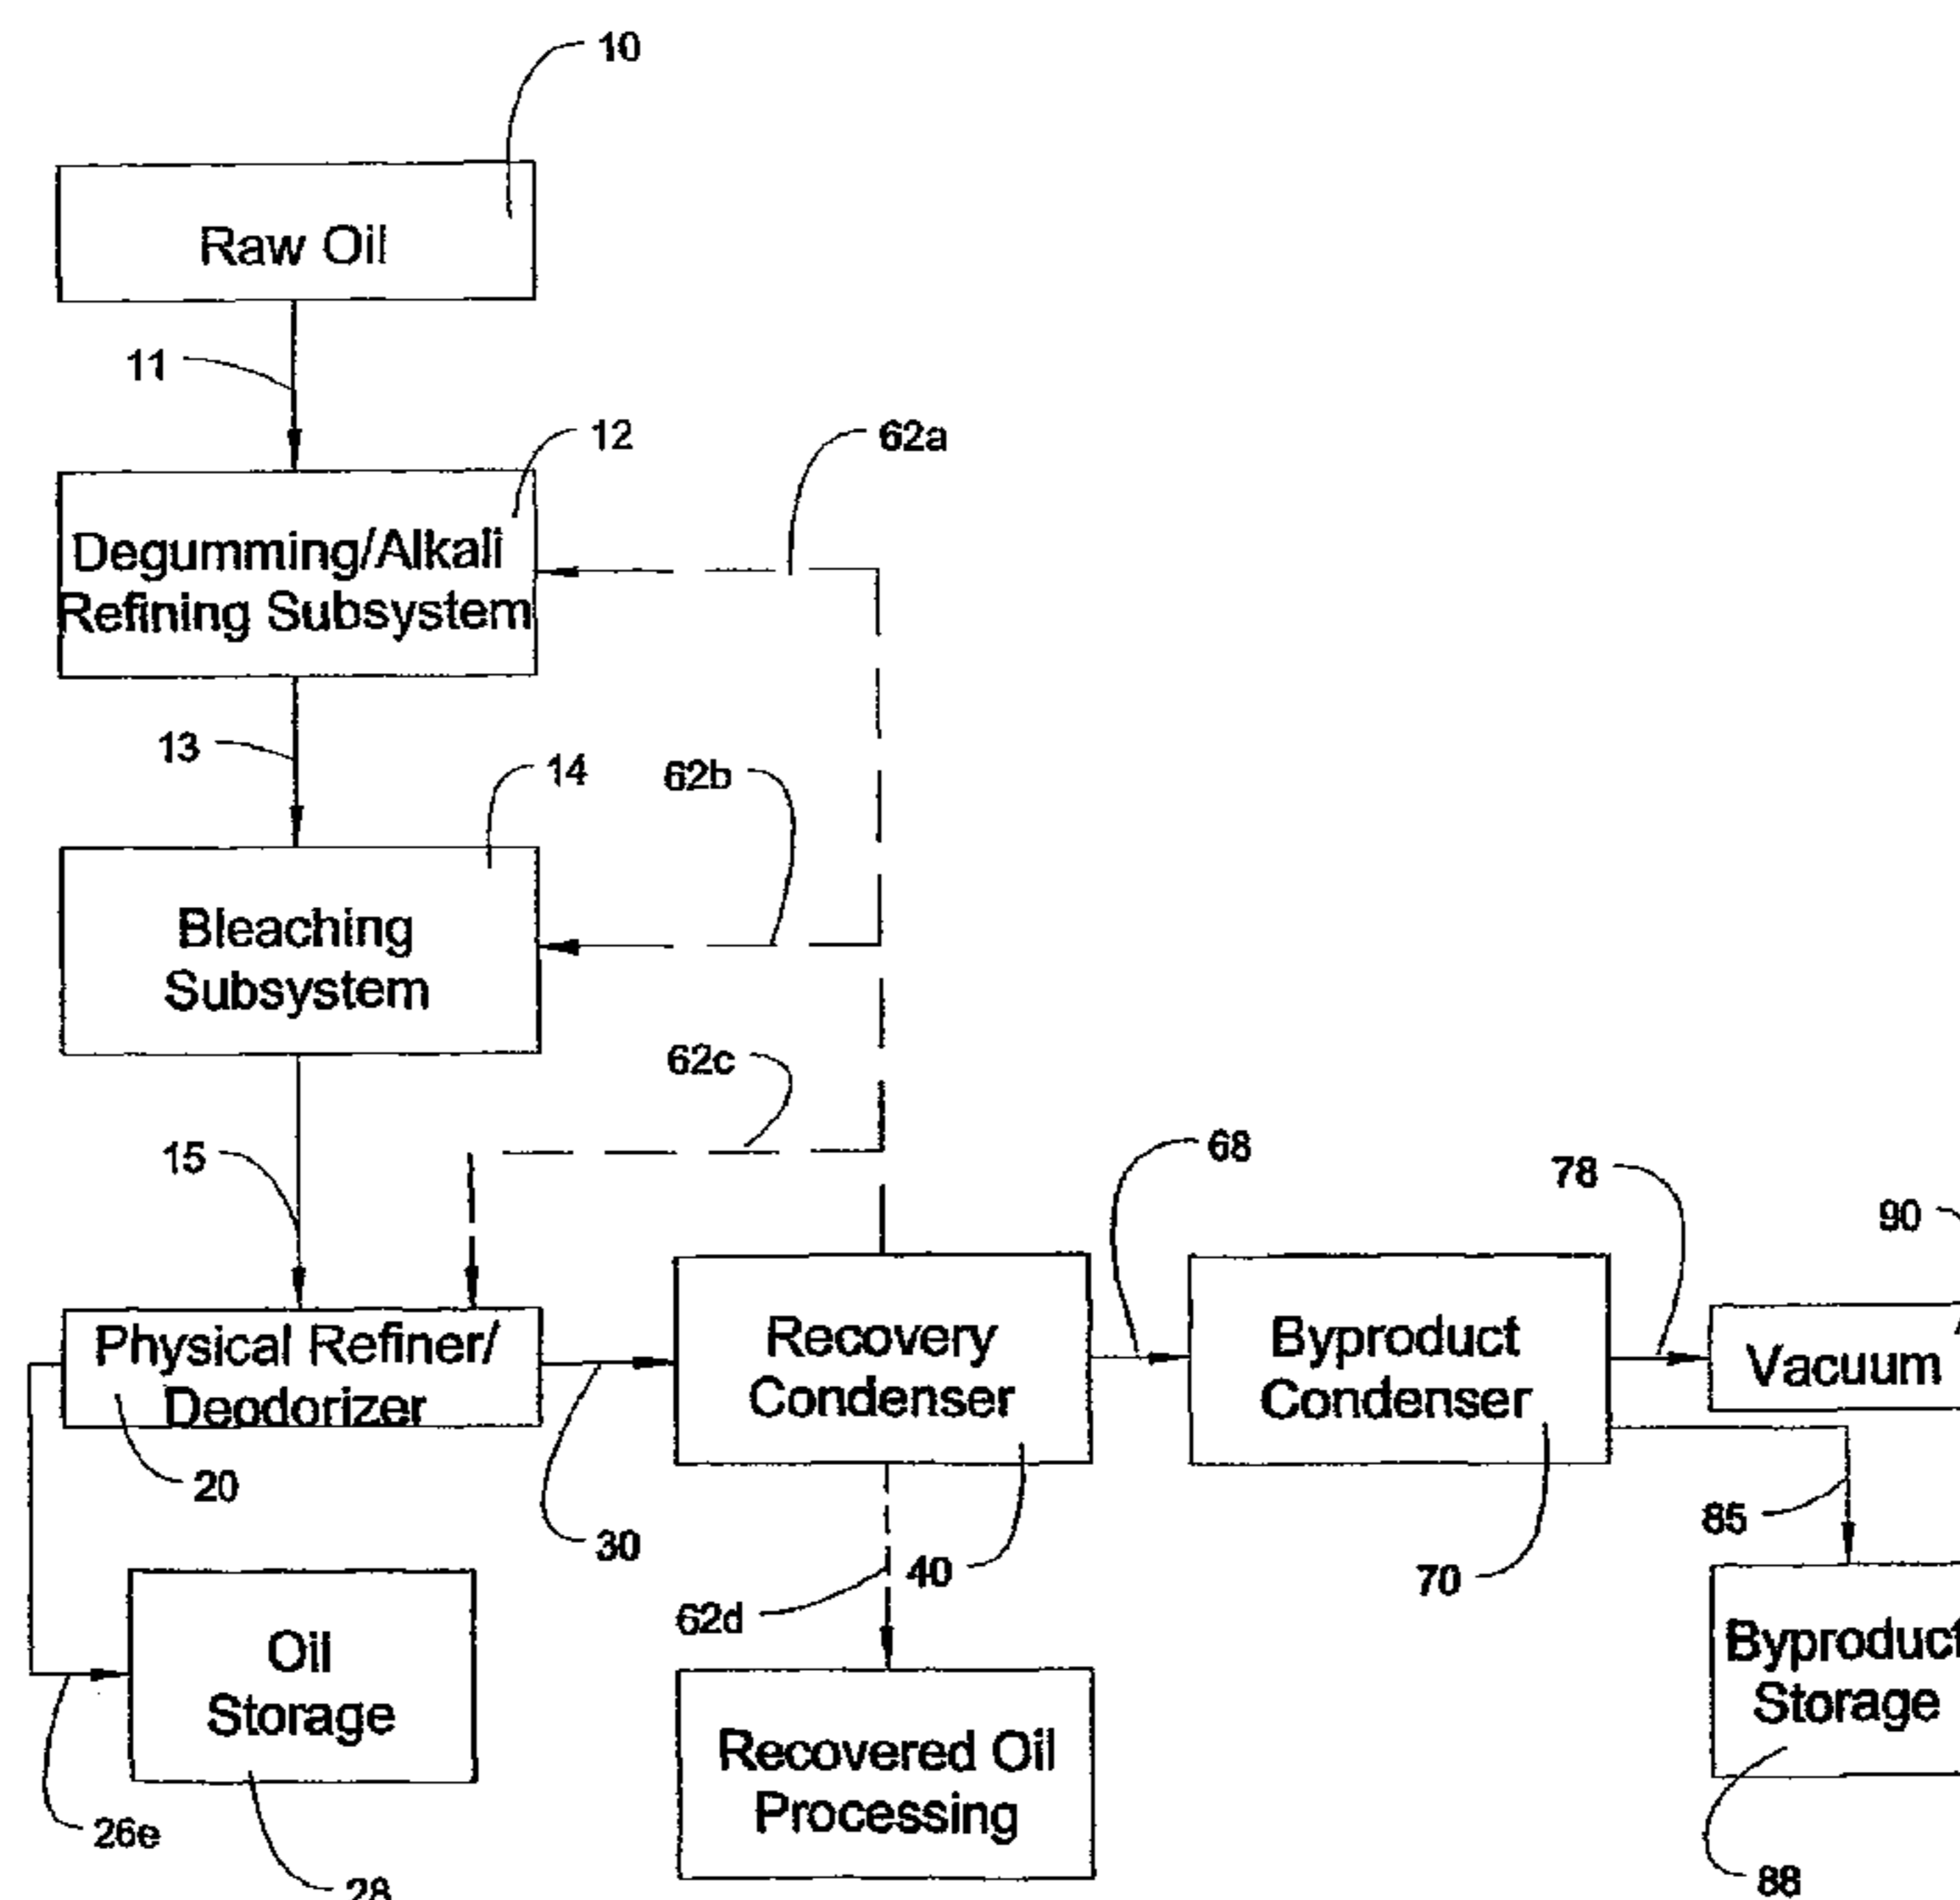 10
Raw Oil
11
12
62a
Degumming/Alkali
Refining Subsystem
13
14
62b
Bleaching
Subsystem
62c
15
68
78
90
Physical Refiner/
Deodorizer
Recovery
Condenser
Byproduct
Condenser
Vacuum
20
30
40
70
85
62d
Oil
Storage
Byproduct
Storage
Recovered Oil
Processing
26e
28
88